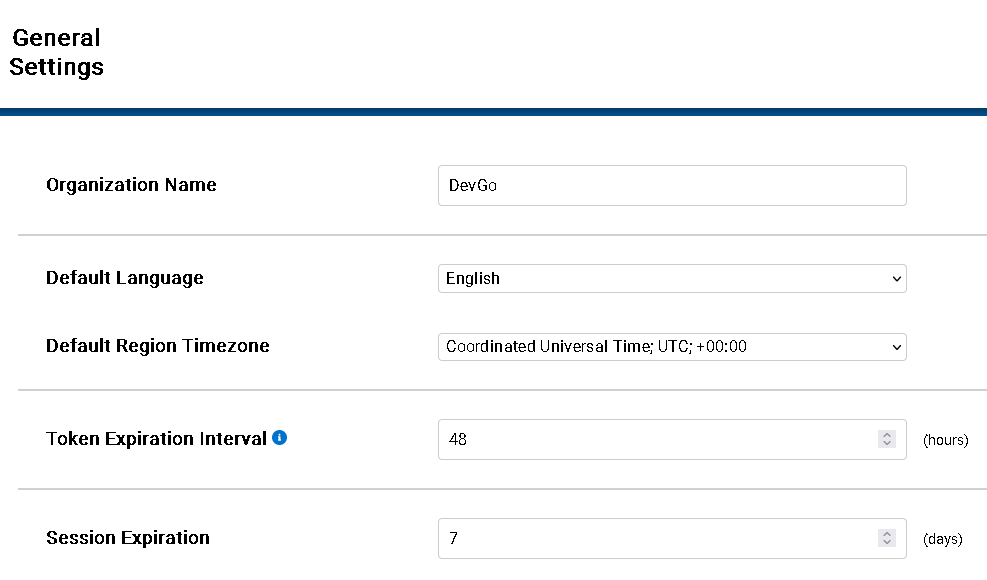 General
Settings
Organization Name
DevGo
Default Language
English
Default Region Timezone
Coordinated Universal Time; UTC; +00:00
Token Expiration Interval
48
(hours)
Session Expiration
7
(days)